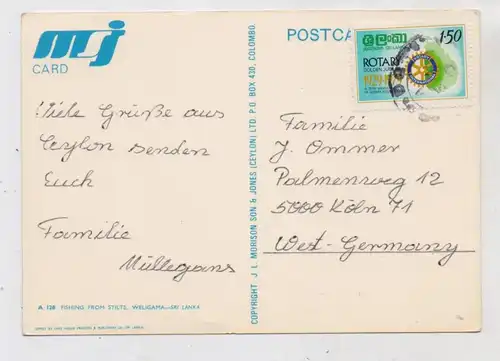 mj
CARD
POSTCA
ROTARY
1·50
Viele Grüße aus
Ceylon senden
Euch
Familie
Müllegans
Familie
J. Ommer
Palmenweg 12
5000 Köln 71
West-Germany
COPYRIGHT J. L. MORISON SON & JONES (CEYLON) LTD. P.O. BOX 430, COLOMBO.
A 128 FISHING FROM STILTS, WELIGAMA—SRI LANKA